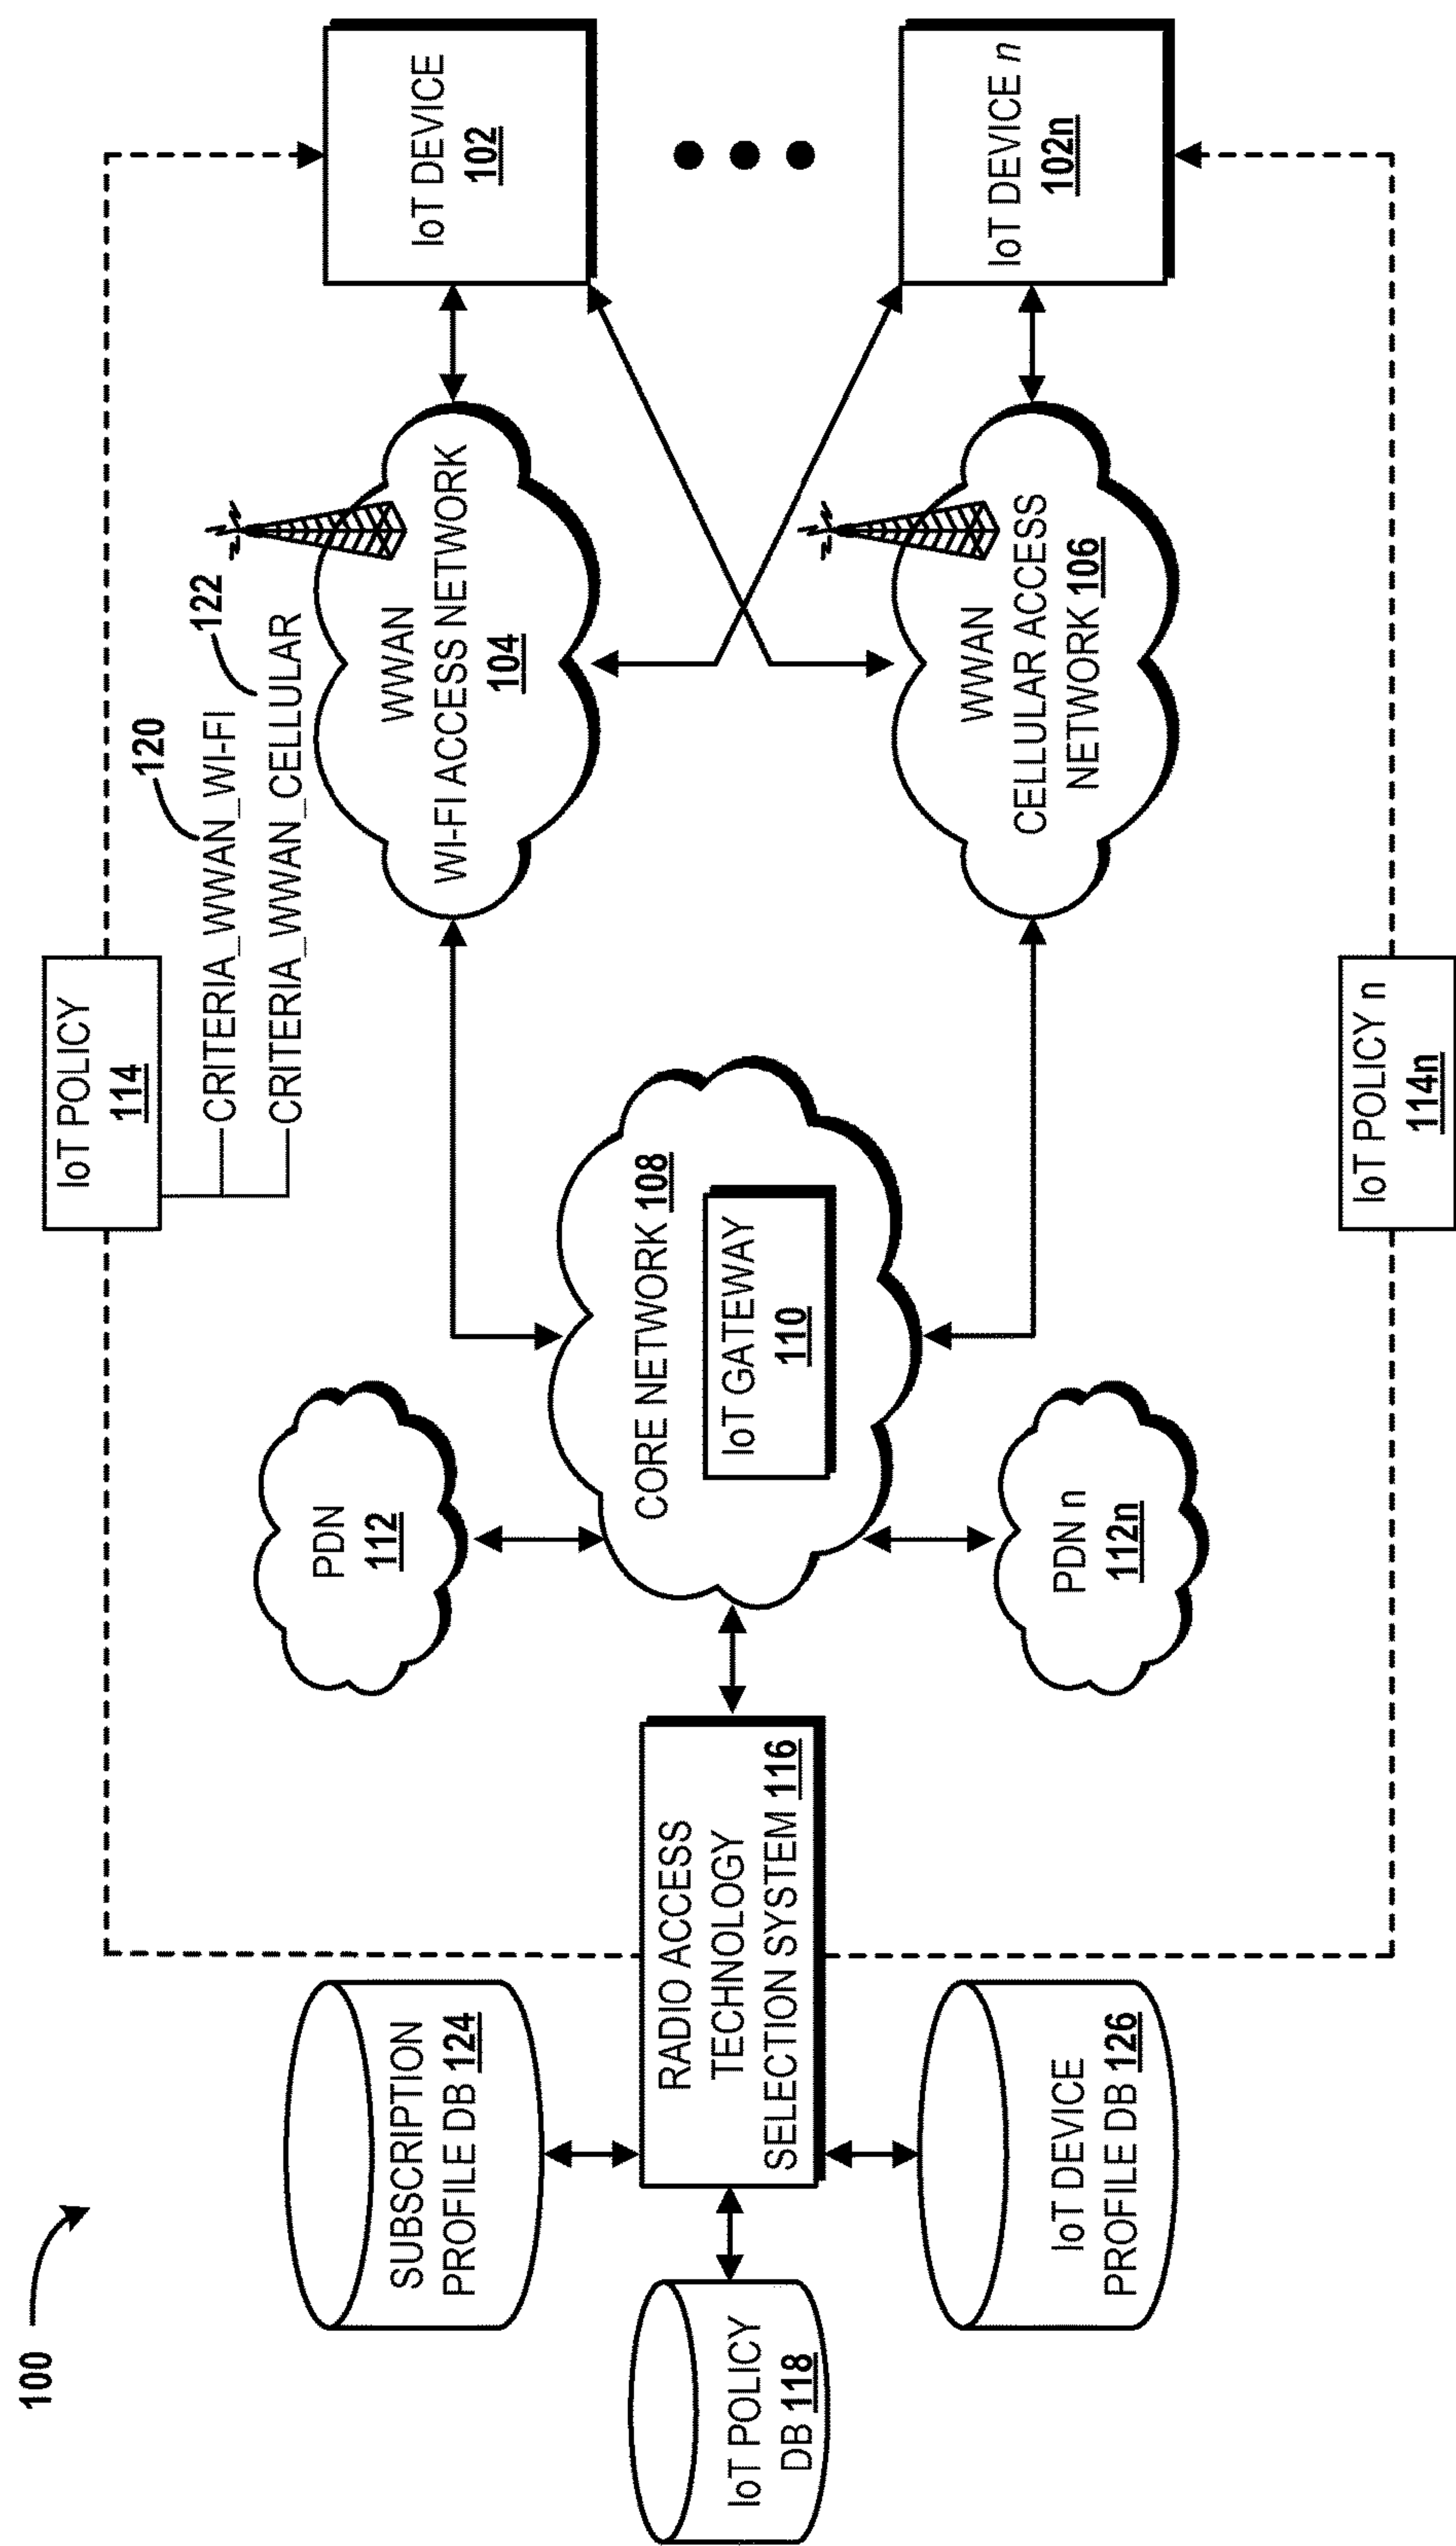 100
IoT POLICY
114
CRITERIA_WWAN_WI-FI
120
CRITERIA_WWAN_CELLULAR
122
SUBSCRIPTION
PROFILE DB 124
PDN
112
WWAN
WI-FI ACCESS NETWORK
104
IoT DEVICE
102
IoT POLICY
DB 118
RADIO ACCESS
TECHNOLOGY
SELECTION SYSTEM 116
CORE NETWORK 108
IoT GATEWAY
110
IoT DEVICE
PROFILE DB 126
PDN n
112n
WWAN
CELLULAR ACCESS
NETWORK 106
IoT DEVICE n
102n
IoT POLICY n
114n